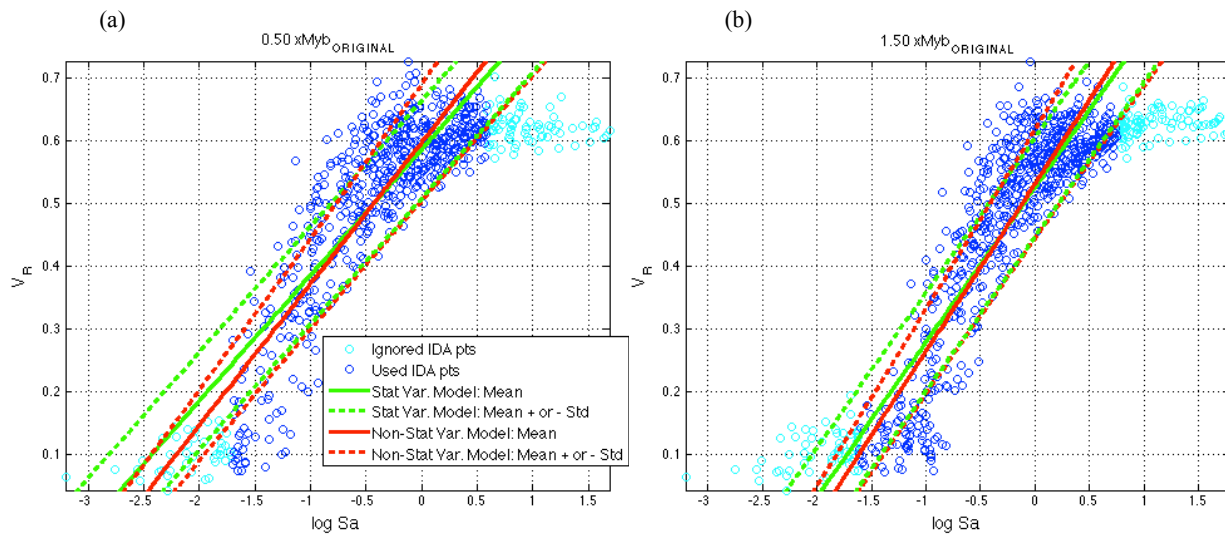 (a)
0.50 xMyb ORIGINAL
0.7
0.6
0.5
0.4
0.3
0.2
0.1
V_R
-3 -2.5 -2 -1.5 -1 -0.5 0 0.5 1 1.5
log Sa
Ignored IDA pts
Used IDA pts
Stat Var. Model: Mean
Stat Var. Model: Mean + or - Std
Non-Stat Var. Model: Mean
Non-Stat Var. Model: Mean + or - Std
(b)
1.50 xMyb ORIGINAL
0.7
0.6
0.5
0.4
0.3
0.2
0.1
V_R
-3 -2.5 -2 -1.5 -1 -0.5 0 0.5 1 1.5
log Sa